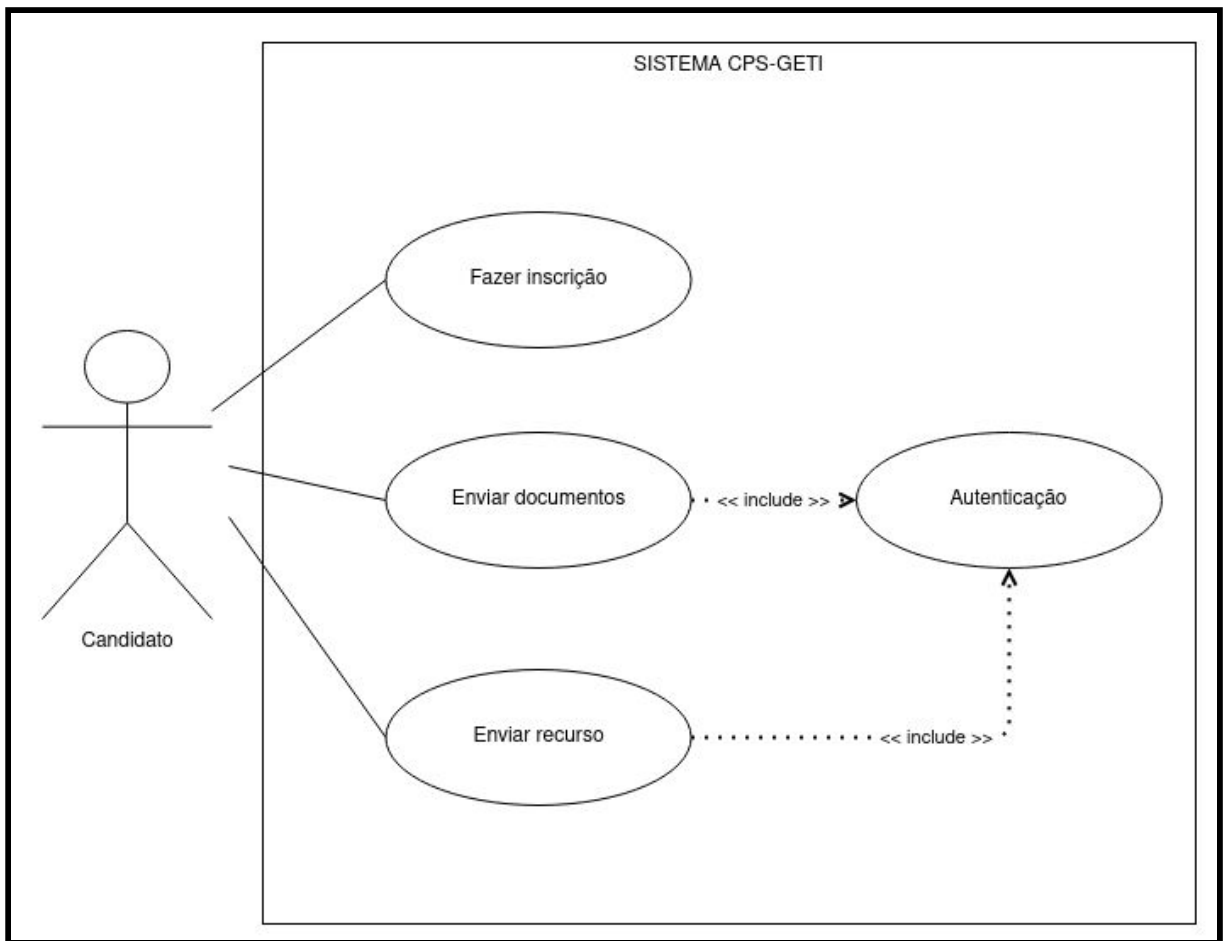 SISTEMA CPS-GETI
Fazer inscrição
Enviar documentos
<< include >>
Autenticação
Candidato
Enviar recurso
<< include >>